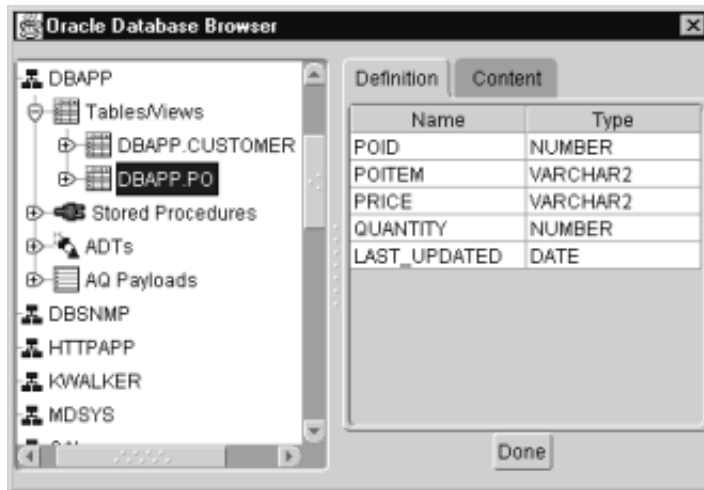 Oracle Database Browser
DBAPP
Tables/Views
DBAPP.CUSTOMER
DBAPP.PO
Stored Procedures
ADTs
AQ Payloads
DBSNMP
HTTPAPP
KWALKER
MDSYS
Definition Content
Name Type
POID NUMBER
POITEM VARCHAR2
PRICE VARCHAR2
QUANTITY NUMBER
LAST_UPDATED DATE
Done